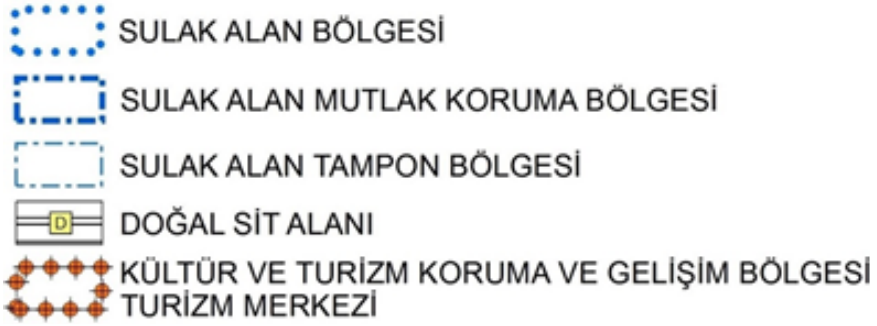 SULAK ALAN BÖLGESİ
SULAK ALAN MUTLAK KORUMA BÖLGESİ
SULAK ALAN TAMPON BÖLGESİ
D DOĞAL SİT ALANI
KÜLTÜR VE TURİZM KORUMA VE GELİŞİM BÖLGESİ
TURİZM MERKEZİ